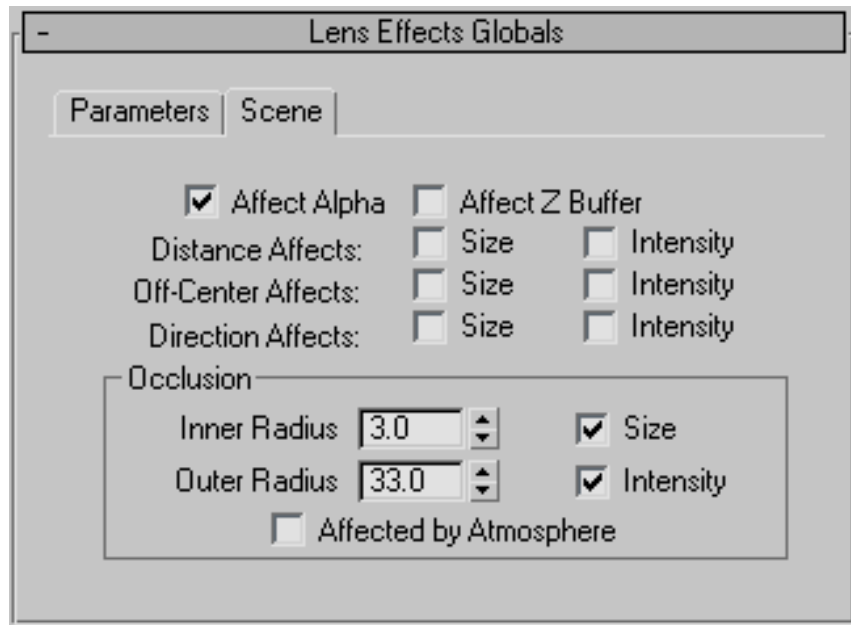 - Lens Effects Globals
Parameters Scene
Affect Alpha Affect Z Buffer
Distance Affects: Size Intensity
Off-Center Affects: Size Intensity
Direction Affects: Size Intensity
Occlusion
Inner Radius 3.0 Size
Outer Radius 33.0 Intensity
Affected by Atmosphere